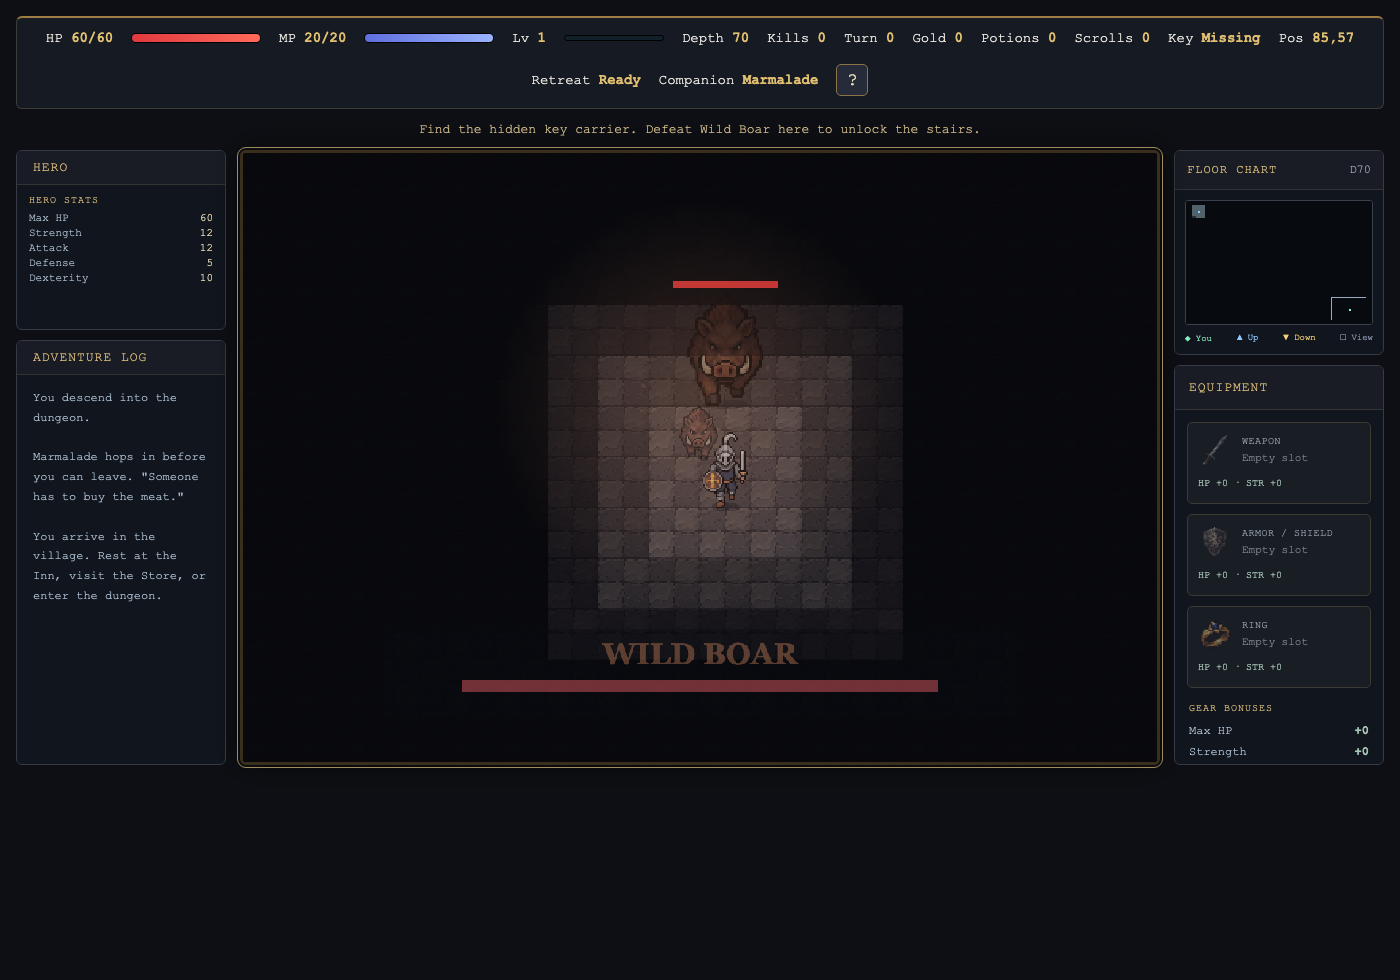 HP 60/60 MP 20/20 Lv 1 Depth 70 Kills 0 Turn 0 Gold 0 Potions 0 Scrolls 0 Key Missing Pos 85,57
Retreat Ready Companion Marmalade ?
Find the hidden key carrier. Defeat Wild Boar here to unlock the stairs.
HERO
HERO STATS
Max HP 60
Strength 12
Attack 12
Defense 5
Dexterity 10
ADVENTURE LOG
You descend into the
dungeon.
Marmalade hops in before
you can leave. "Someone
has to buy the meat."
You arrive in the
village. Rest at the
Inn, visit the Store, or
enter the dungeon.
WILD BOAR
FLOOR CHART D70
◆ You ▲ Up ▼ Down □ View
EQUIPMENT
WEAPON
Empty slot
HP +0 · STR +0
ARMOR / SHIELD
Empty slot
HP +0 · STR +0
RING
Empty slot
HP +0 · STR +0
GEAR BONUSES
Max HP +0
Strength +0